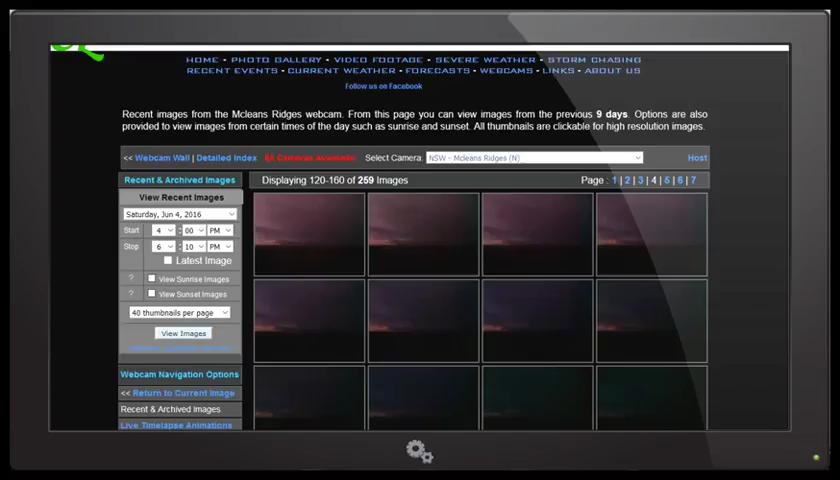 HOME - PHOTO GALLERY - VIDEO FOOTAGE - SEVERE WEATHER - STORM CHASING
RECENT EVENTS - CURRENT WEATHER - FORECASTS - WEBCAMS - LINKS - ABOUT US
Follow us on Facebook
Recent images from the Mcleans Ridges webcam. From this page you can view images from the previous 9 days. Options are also
provided to view images from certain times of the day such as sunrise and sunset. All thumbnails are clickable for high resolution images.
<< Webcam Wall | Detailed Index Cameras Available Select Camera: NSW - Mcleans Ridges (N) Host
Recent & Archived Images
Displaying 120-160 of 259 Images
Page : 1 | 2 | 3 | 4 | 5 | 6 | 7
View Recent Images
Saturday, Jun 4, 2016
Start 4 : 00 PM
Stop 6 : 10 PM
Latest Image
? View Sunrise Images
? View Sunset Images
40 thumbnails per page
View Images
Webcam Navigation Options
<< Return to Current Image
Recent & Archived Images
Live Timelapse Animations